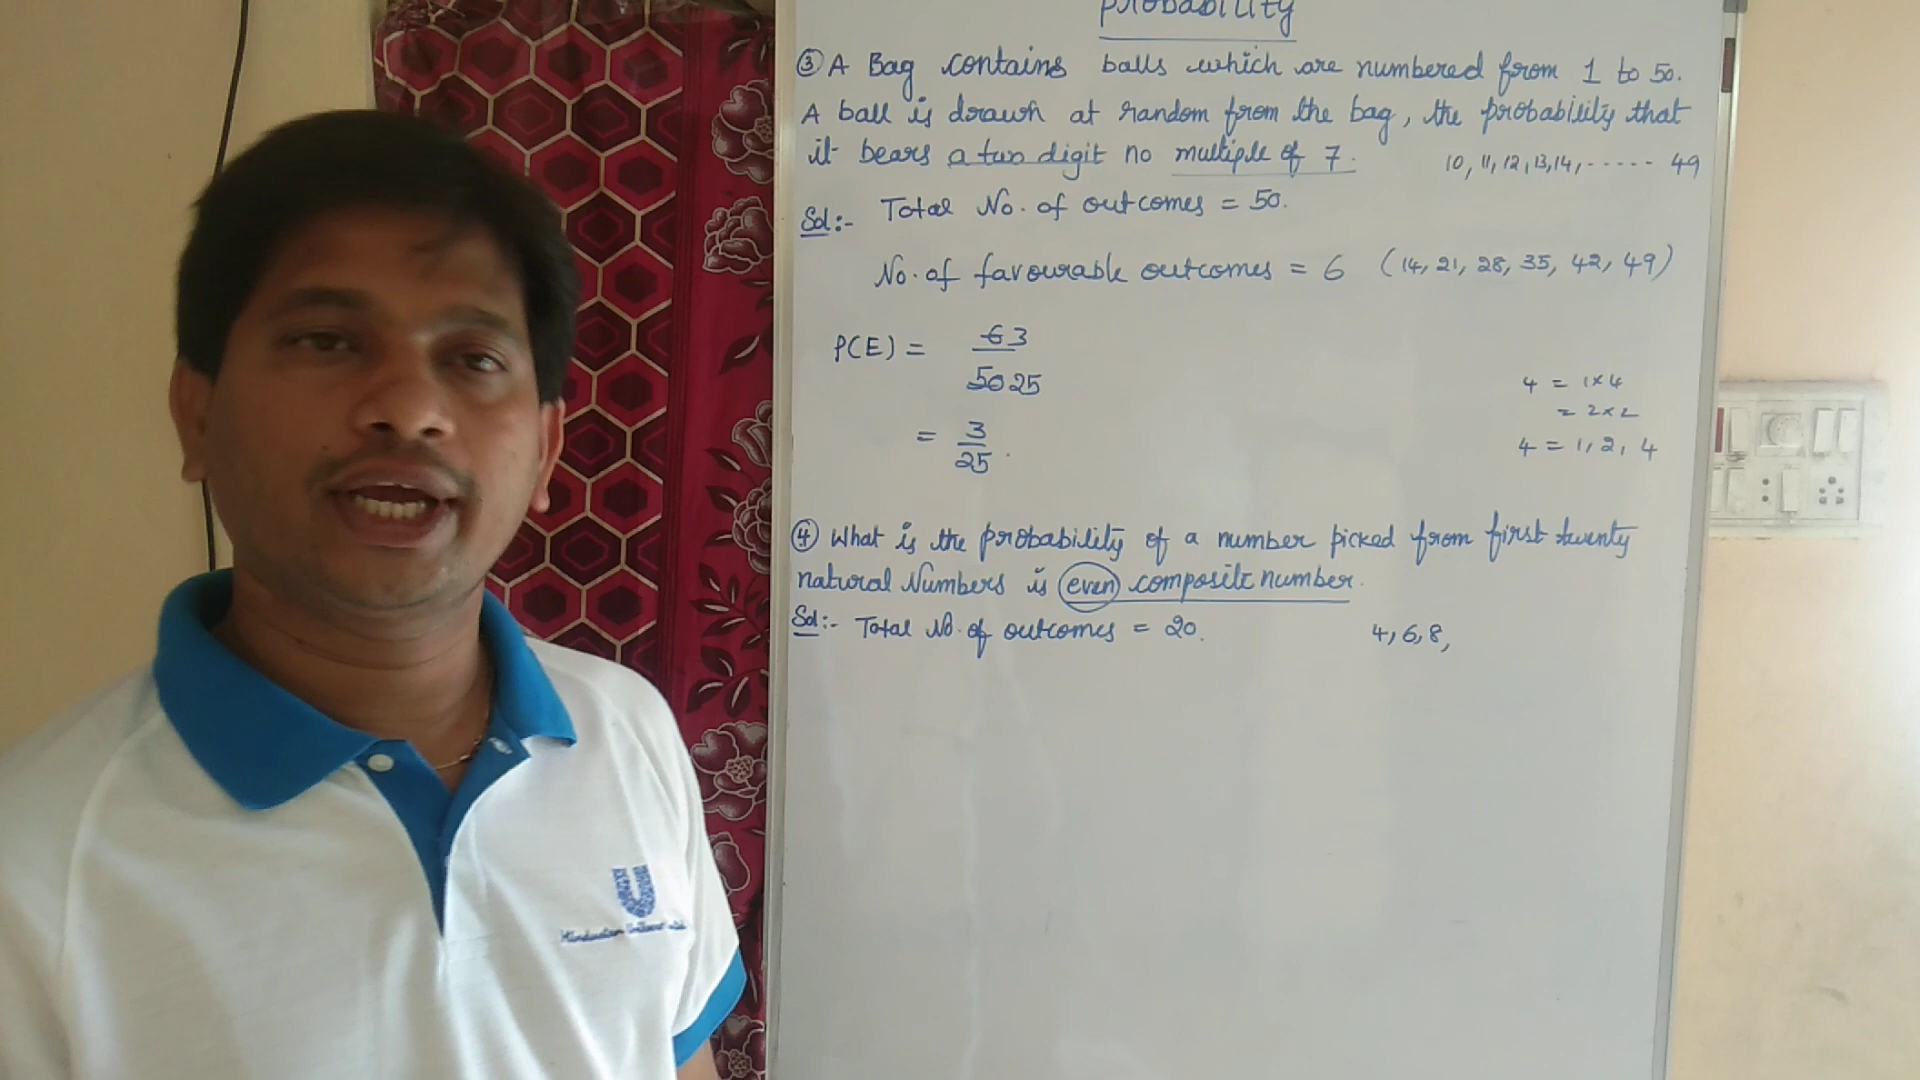 Probability
③ A Bag contains balls which are numbered from 1 to 50.
A ball is drawn at random from the bag, the probability that
it bears a two digit no multiple of 7.
10, 11, 12, 13, 14, ----- 49
Sol:- Total No. of outcomes = 50.
No. of favourable outcomes = 6 (14, 21, 28, 35, 42, 49)
P(E) = 6 3
50 25
= 3
25.
4 = 1×4
= 2×2
4 = 1, 2, 4
④ What is the probability of a number picked from first twenty
natural Numbers is even composite number.
Sol:- Total No. of outcomes = 20.
4, 6, 8,
U
Hindustan Unilever Limited